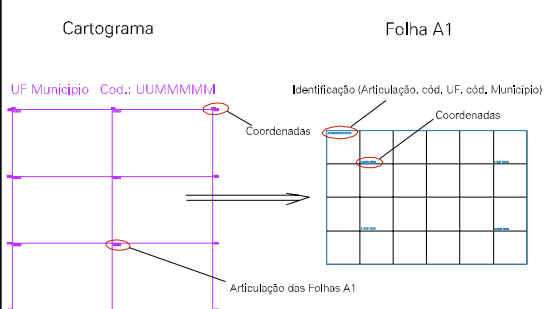 Cartograma
Folha A1
UF Município Cod.: UUMMMMM
Identificação (Articulação, cód. UF, cód. Município)
Coordenadas
Coordenadas
Articulação das Folhas A1